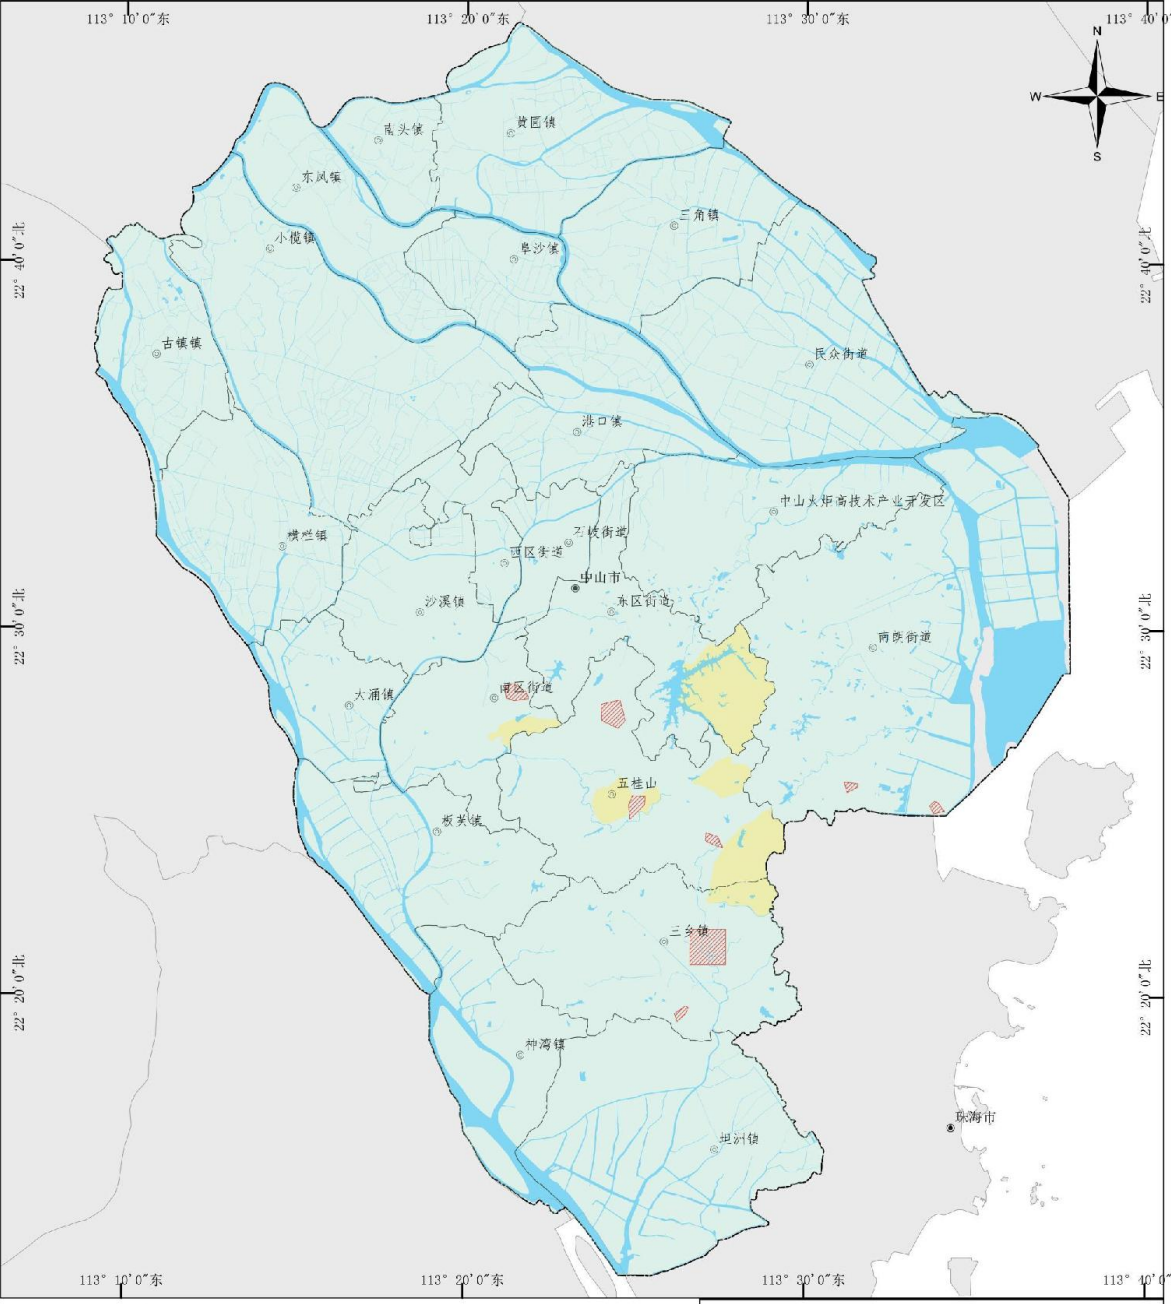 113° 10′0″东
113° 20′0″东
113° 30′0″东
113° 40′0″
N
W
E
S
南头镇
黄圃镇
东凤镇
三角镇
小榄镇
阜沙镇
22° 40′0″北
22° 40′0″北
古镇镇
民众街道
港口镇
中山火炬高技术产业开发区
横栏镇
石岐街道
西区街道
中山市
沙溪镇
东区街道
22° 30′0″北
22° 30′0″北
南朗街道
大涌镇
南区街道
五桂山
板芙镇
三乡镇
22° 20′0″北
22° 20′0″北
神湾镇
珠海市
坦洲镇
113° 10′0″东
113° 20′0″东
113° 30′0″东
113° 40′0″